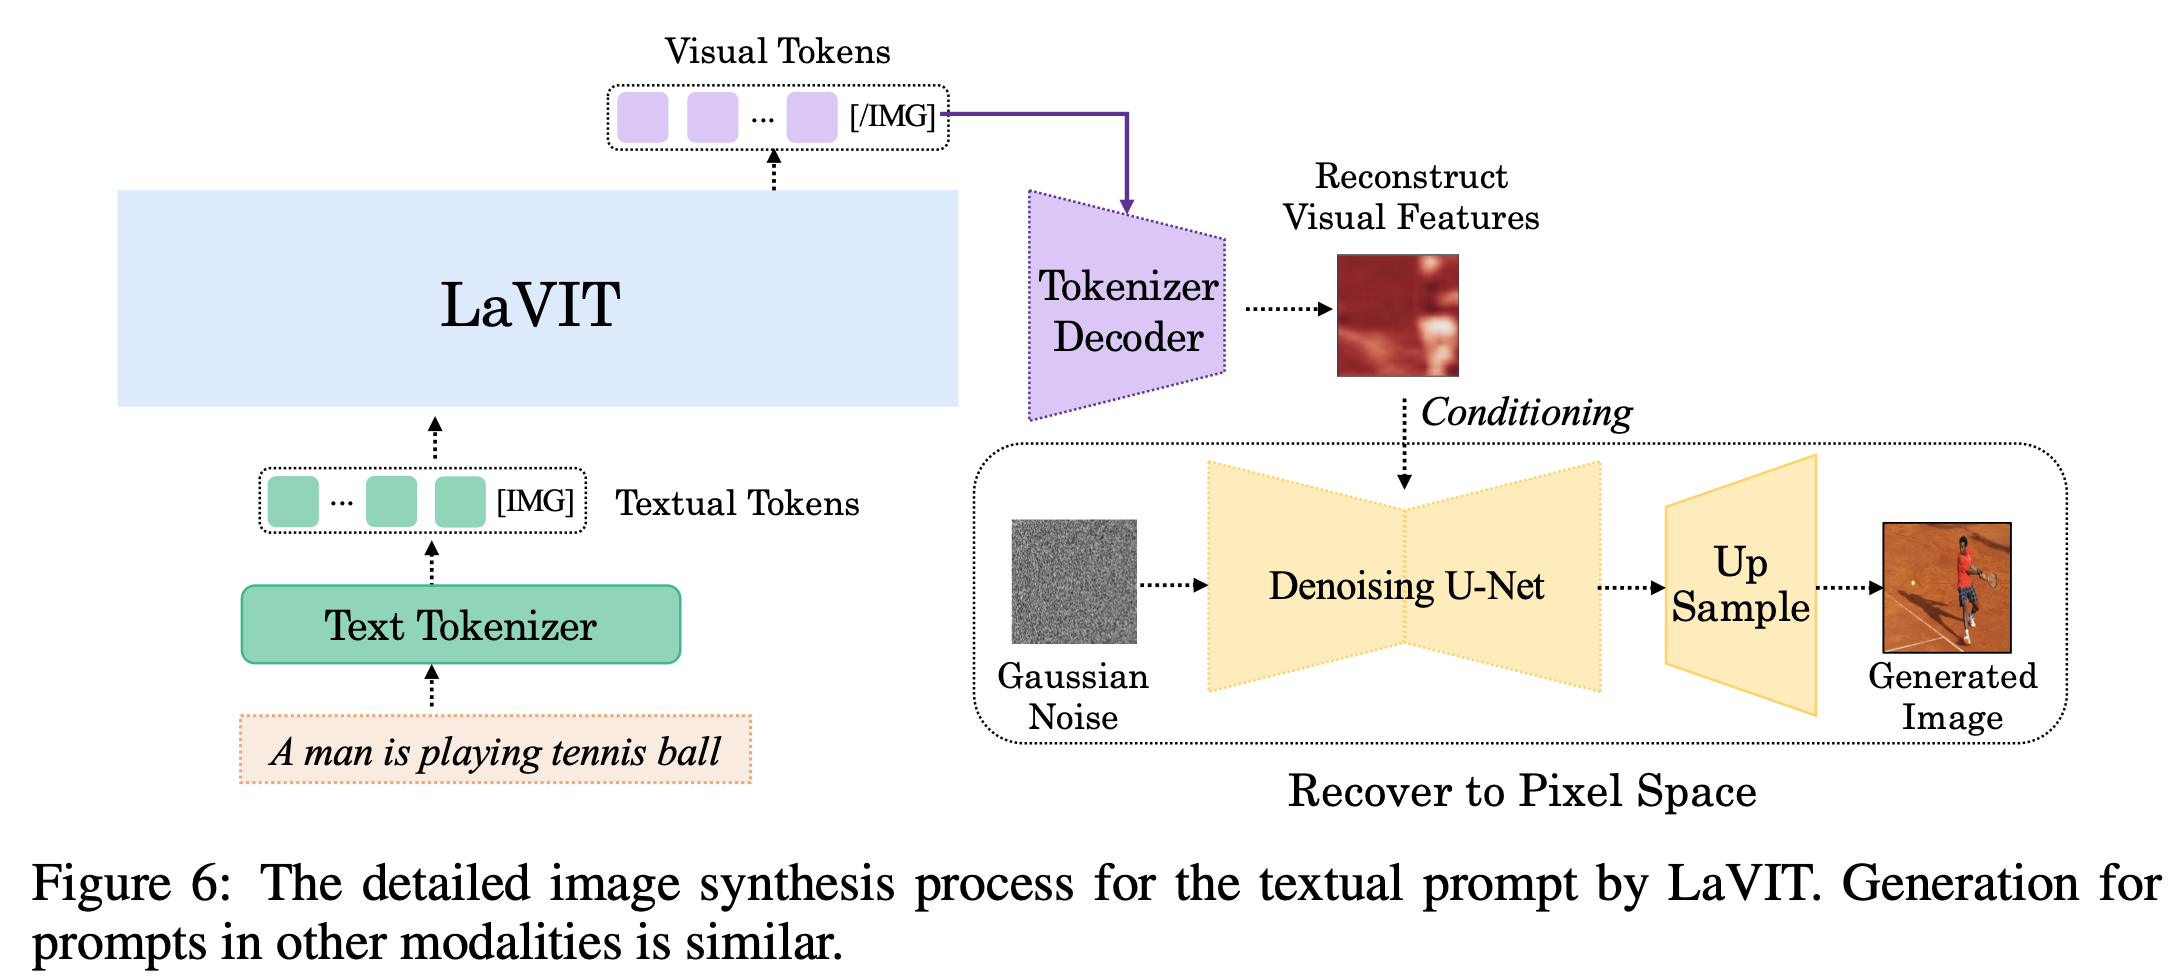 Visual Tokens
... [/IMG]
Reconstruct
Visual Features
LaVIT
Tokenizer
Decoder
Conditioning
... [IMG]
Textual Tokens
Text Tokenizer
A man is playing tennis ball
Gaussian
Noise
Denoising U-Net
Up
Sample
Generated
Image
Recover to Pixel Space
Figure 6: The detailed image synthesis process for the textual prompt by LaVIT. Generation for
prompts in other modalities is similar.